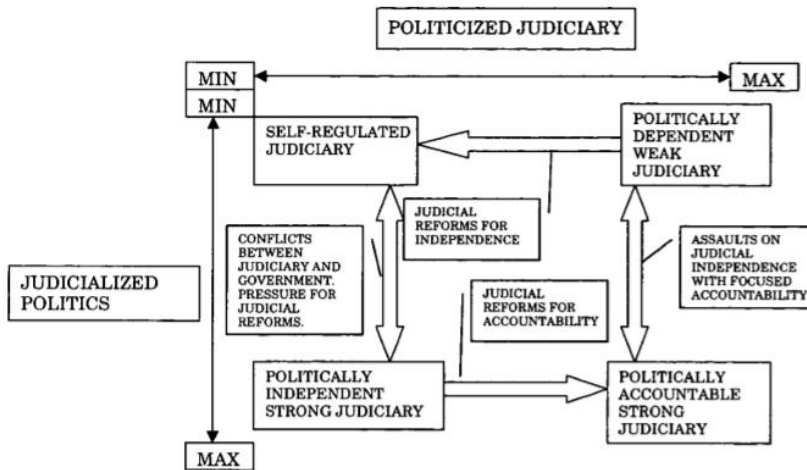 POLITICIZED JUDICIARY
MIN
MAX
MIN
SELF-REGULATED
JUDICIARY
POLITICALLY
DEPENDENT
WEAK
JUDICIARY
JUDICIAL
REFORMS FOR
INDEPENDENCE
CONFLICTS
BETWEEN
JUDICIARY AND
GOVERNMENT.
PRESSURE FOR
JUDICIAL
REFORMS.
ASSAULTS ON
JUDICIAL
INDEPENDENCE
WITH FOCUSED
ACCOUNTABILITY
JUDICIALIZED
POLITICS
JUDICIAL
REFORMS FOR
ACCOUNTABILITY
POLITICALLY
INDEPENDENT
STRONG JUDICIARY
POLITICALLY
ACCOUNTABLE
STRONG
JUDICIARY
MAX